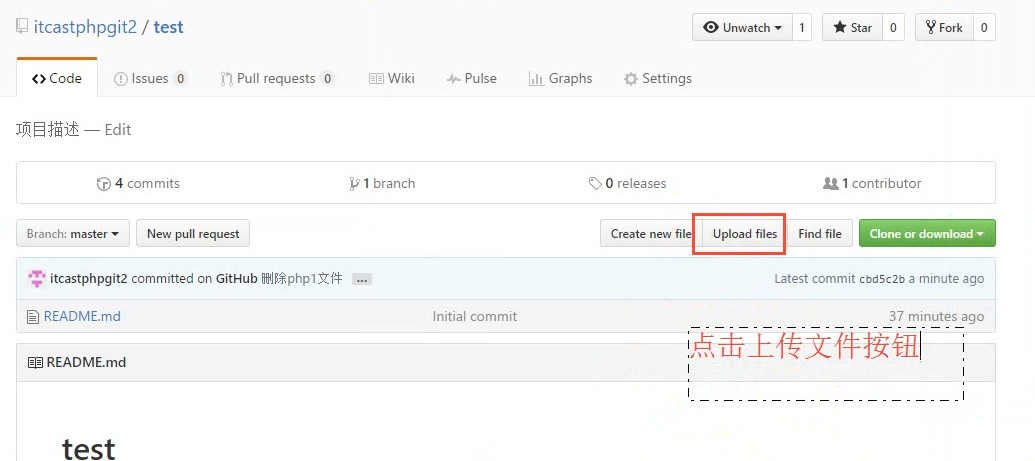 itcastphpgit2 / test
Unwatch 1 Star 0 Fork 0
Code Issues 0 Pull requests 0 Wiki Pulse Graphs Settings
项目描述 — Edit
4 commits 1 branch 0 releases 1 contributor
Branch: master New pull request Create new file Upload files Find file Clone or download
itcastphpgit2 committed on GitHub 删除php1文件 ... Latest commit cbd5c2b a minute ago
README.md Initial commit 37 minutes ago
点击上传文件按钮
README.md
test